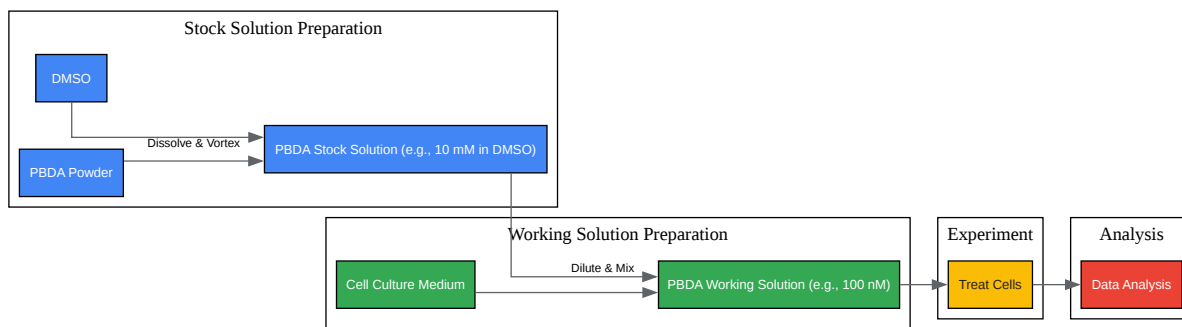 Stock Solution Preparation
DMSO
Dissolve & Vortex
PBDA Stock Solution (e.g., 10 mM in DMSO)
PBDA Powder
Working Solution Preparation
Experiment
Analysis
Dilute & Mix
Cell Culture Medium
PBDA Working Solution (e.g., 100 nM)
Treat Cells
Data Analysis